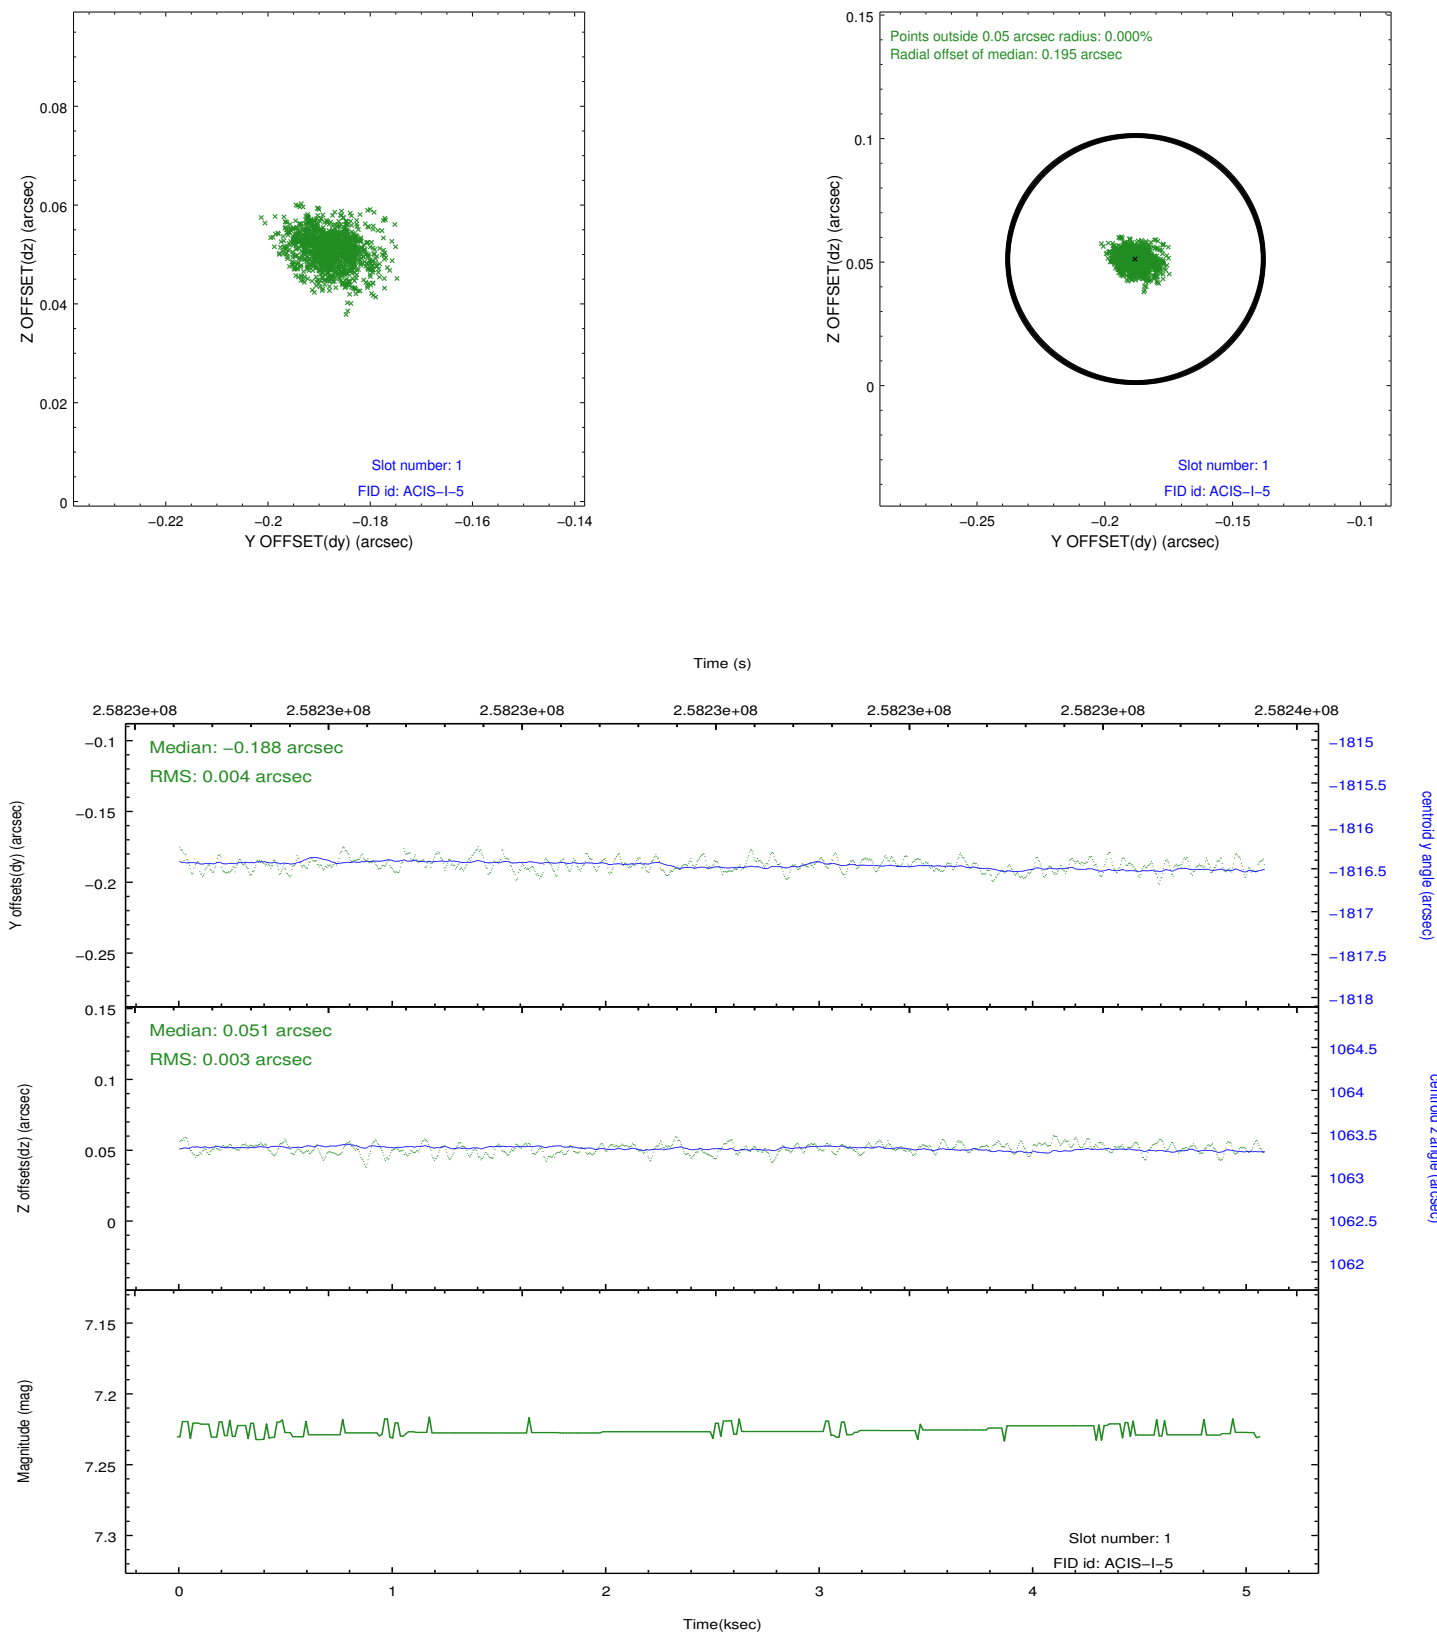 0.08
0.06
0.04
0.02
0
Z OFFSET(dz) (arcsec)
Slot number: 1
FID id: ACIS−I−5
−0.22 −0.2 −0.18 −0.16 −0.14
Y OFFSET(dy) (arcsec)
Points outside 0.05 arcsec radius: 0.000%
Radial offset of median: 0.195 arcsec
0.15
0.1
0.05
0
Z OFFSET(dz) (arcsec)
Slot number: 1
FID id: ACIS−I−5
−0.25 −0.2 −0.15 −0.1
Y OFFSET(dy) (arcsec)
Time (s)
2.5823e+08 2.5823e+08 2.5823e+08 2.5823e+08 2.5823e+08 2.5823e+08 2.5824e+08
Median: −0.188 arcsec
RMS: 0.004 arcsec
−0.1
−0.15
−0.2
−0.25
Y offsets(dy) (arcsec)
−1815
−1815.5
−1816
−1816.5
−1817
−1817.5
−1818
centroid y angle (arcsec)
Median: 0.051 arcsec
RMS: 0.003 arcsec
0.15
0.1
0.05
0
Z offsets(dz) (arcsec)
1064.5
1064
1063.5
1063
1062.5
1062
centroid z angle (arcsec)
7.15
7.2
7.25
7.3
Magnitude (mag)
Slot number: 1
FID id: ACIS−I−5
0 1 2 3 4 5
Time(ksec)